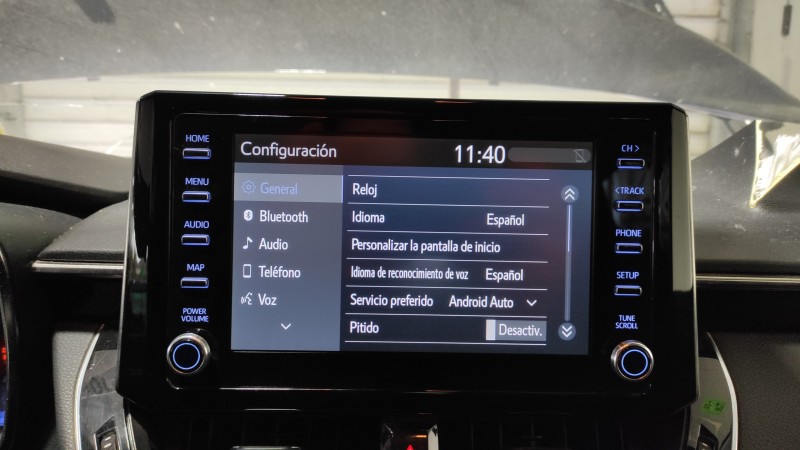 HOME
MENU
AUDIO
MAP
POWER
VOLUME
Configuración 11:40
General
Bluetooth
Audio
Teléfono
Voz
Reloj
Idioma Español
Personalizar la pantalla de inicio
Idioma de reconocimiento de voz Español
Servicio preferido Android Auto
Pitido Desactiv.
CH >
< TRACK
PHONE
SETUP
TUNE
SCROLL